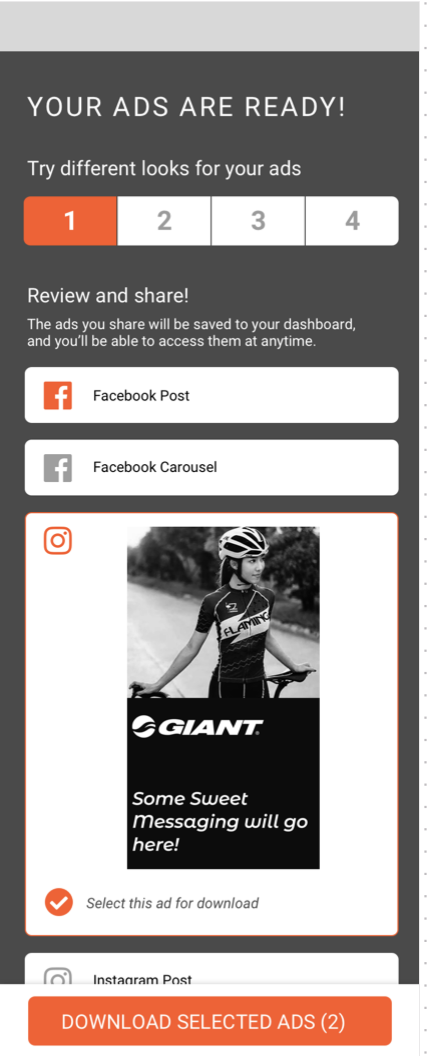 YOUR ADS ARE READY!
Try different looks for your ads
1 2 3 4
Review and share!
The ads you share will be saved to your dashboard,
and you'll be able to access them at anytime.
Facebook Post
Facebook Carousel
FLAMING
GIANT
Some Sweet
Messaging will go
here!
Select this ad for download
Instagram Post
DOWNLOAD SELECTED ADS (2)